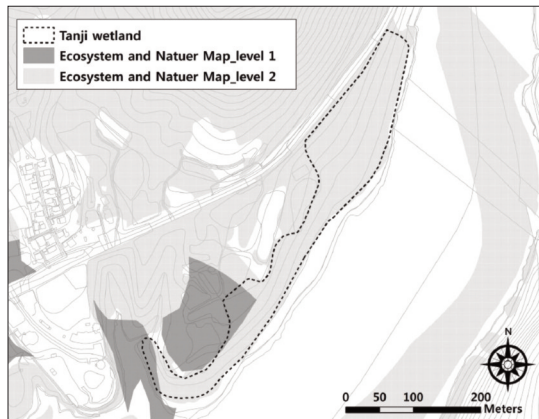 Tanji wetland
Ecosystem and Natuer Map_level 1
Ecosystem and Natuer Map_level 2
N
0 50 100 200
Meters